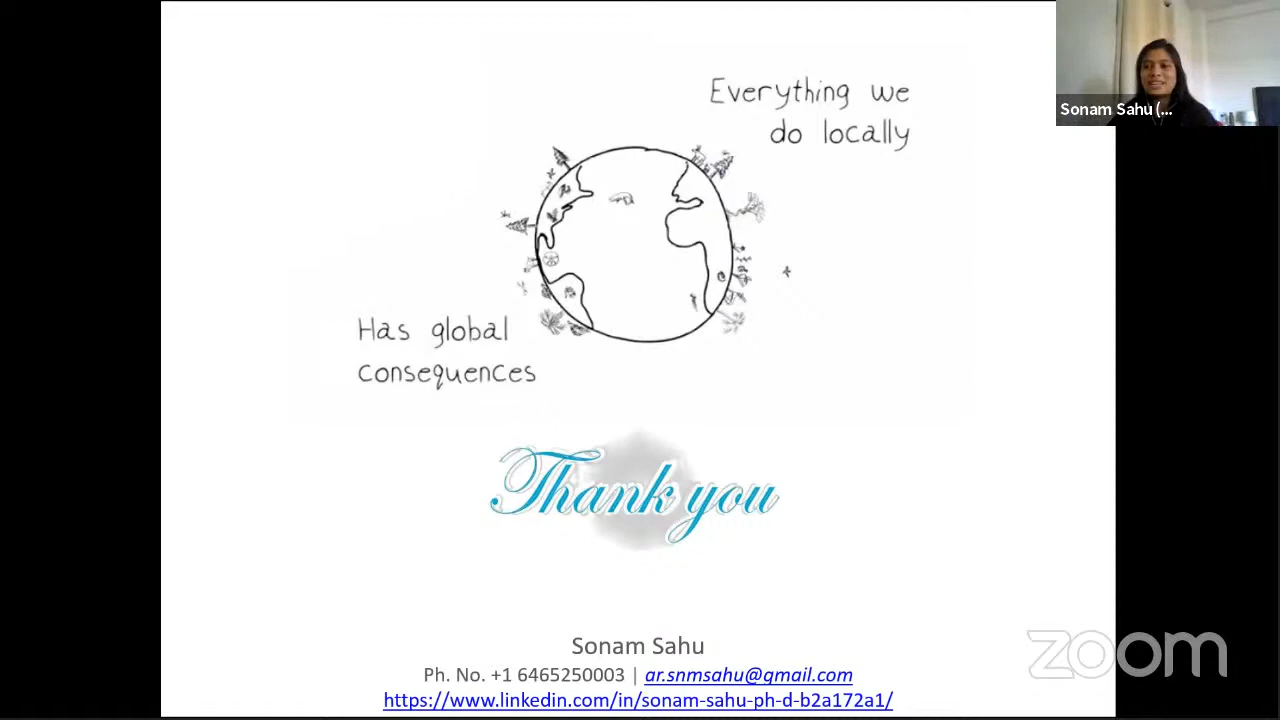 Everything we
do locally
Sonam Sahu (...
Has global
consequences
Thank you
Sonam Sahu
Ph. No. +1 6465250003 | ar.snmsahu@gmail.com
https://www.linkedin.com/in/sonam-sahu-ph-d-b2a172a1/
zoom